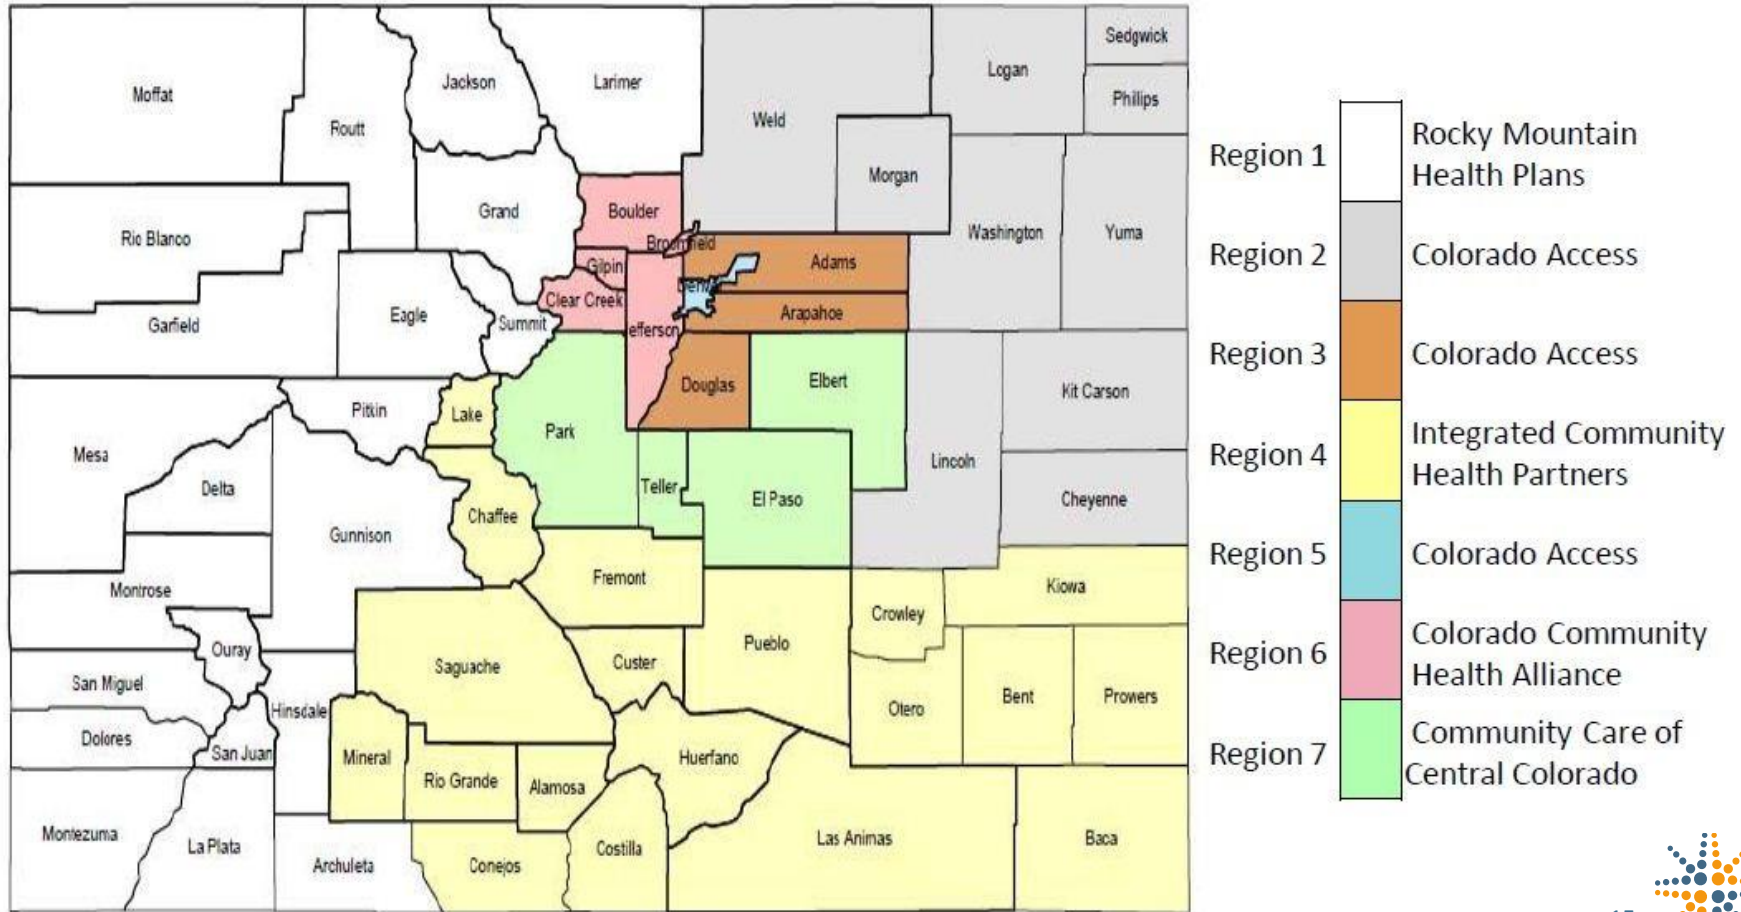 Sedgwick
Logan
Jackson
Larimer
Moffat
Phillips
Weld
Routt
Morgan
Grand
Boulder
Rio Blanco
Washington
Yuma
Broomfield
Gilpin
Adams
Denv
Clear Creek
Arapahoe
Eagle
Garfield
Summit
efferson
Douglas
Elbert
Kit Carson
Pitkin
Lake
Park
Mesa
Lincoln
Delta
Teller
El Paso
Cheyenne
Chaffee
Gunnison
Fremont
Kiowa
Montrose
Crowley
Pueblo
Ouray
Custer
Saguache
San Miguel
Bent
Prowers
Hinsdale
Otero
Dolores
San Juan
Mineral
Huerfano
Rio Grande
Alamosa
Montezuma
La Plata
Las Animas
Baca
Costilla
Archuleta
Conejos
Region 1
Rocky Mountain
Health Plans
Region 2
Colorado Access
Region 3
Colorado Access
Region 4
Integrated Community
Health Partners
Region 5
Colorado Access
Region 6
Colorado Community
Health Alliance
Region 7
Community Care of
Central Colorado